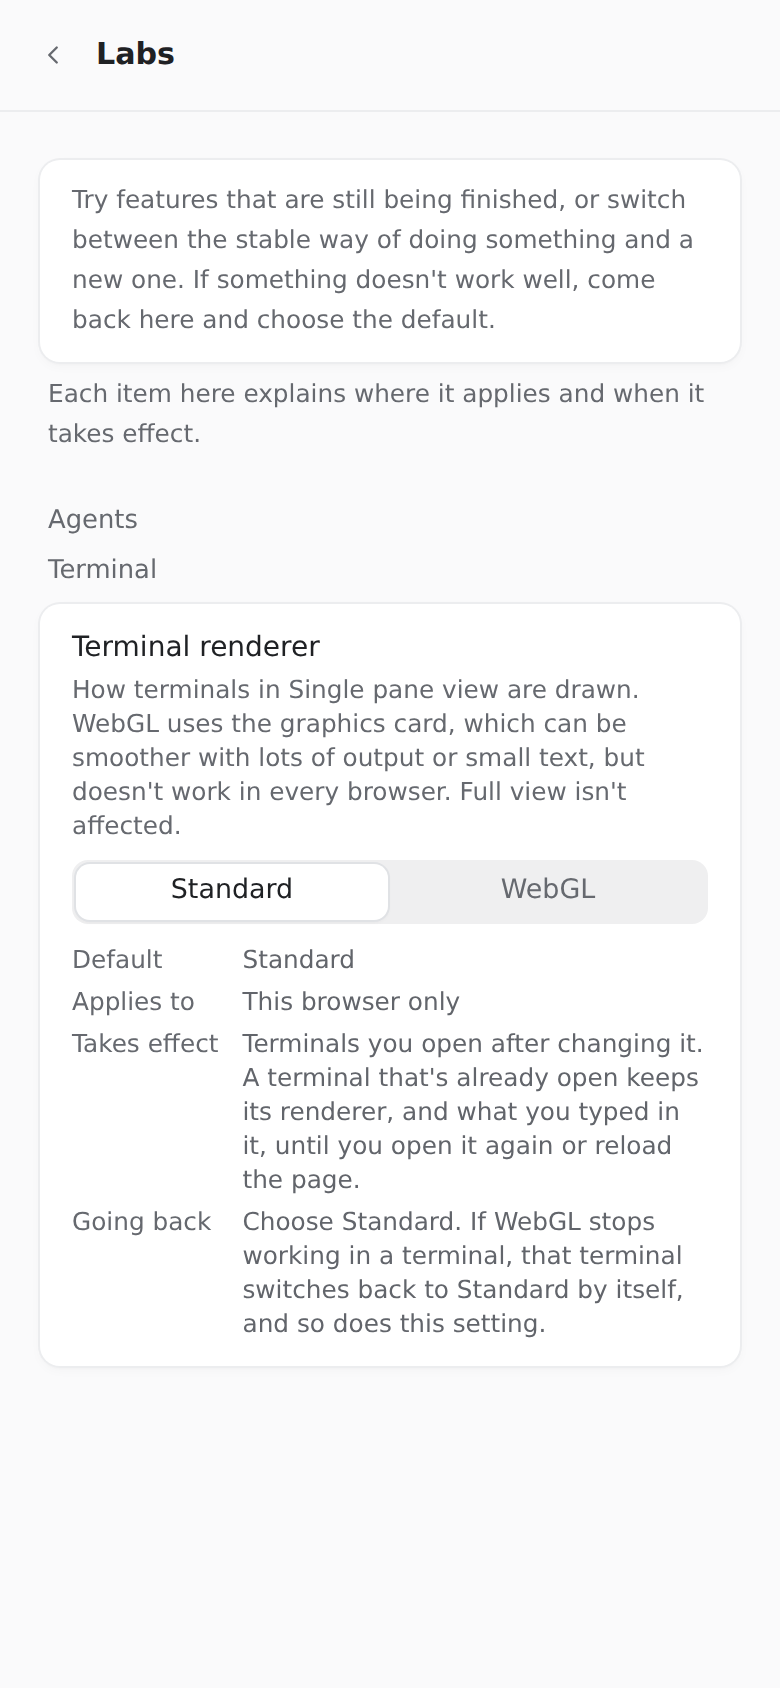 Labs
Try features that are still being finished, or switch
between the stable way of doing something and a
new one. If something doesn't work well, come
back here and choose the default.
Each item here explains where it applies and when it
takes effect.
Agents
Terminal
Terminal renderer
How terminals in Single pane view are drawn.
WebGL uses the graphics card, which can be
smoother with lots of output or small text, but
doesn't work in every browser. Full view isn't
affected.
Standard WebGL
Default Standard
Applies to This browser only
Takes effect Terminals you open after changing it.
A terminal that's already open keeps
its renderer, and what you typed in
it, until you open it again or reload
the page.
Going back Choose Standard. If WebGL stops
working in a terminal, that terminal
switches back to Standard by itself,
and so does this setting.